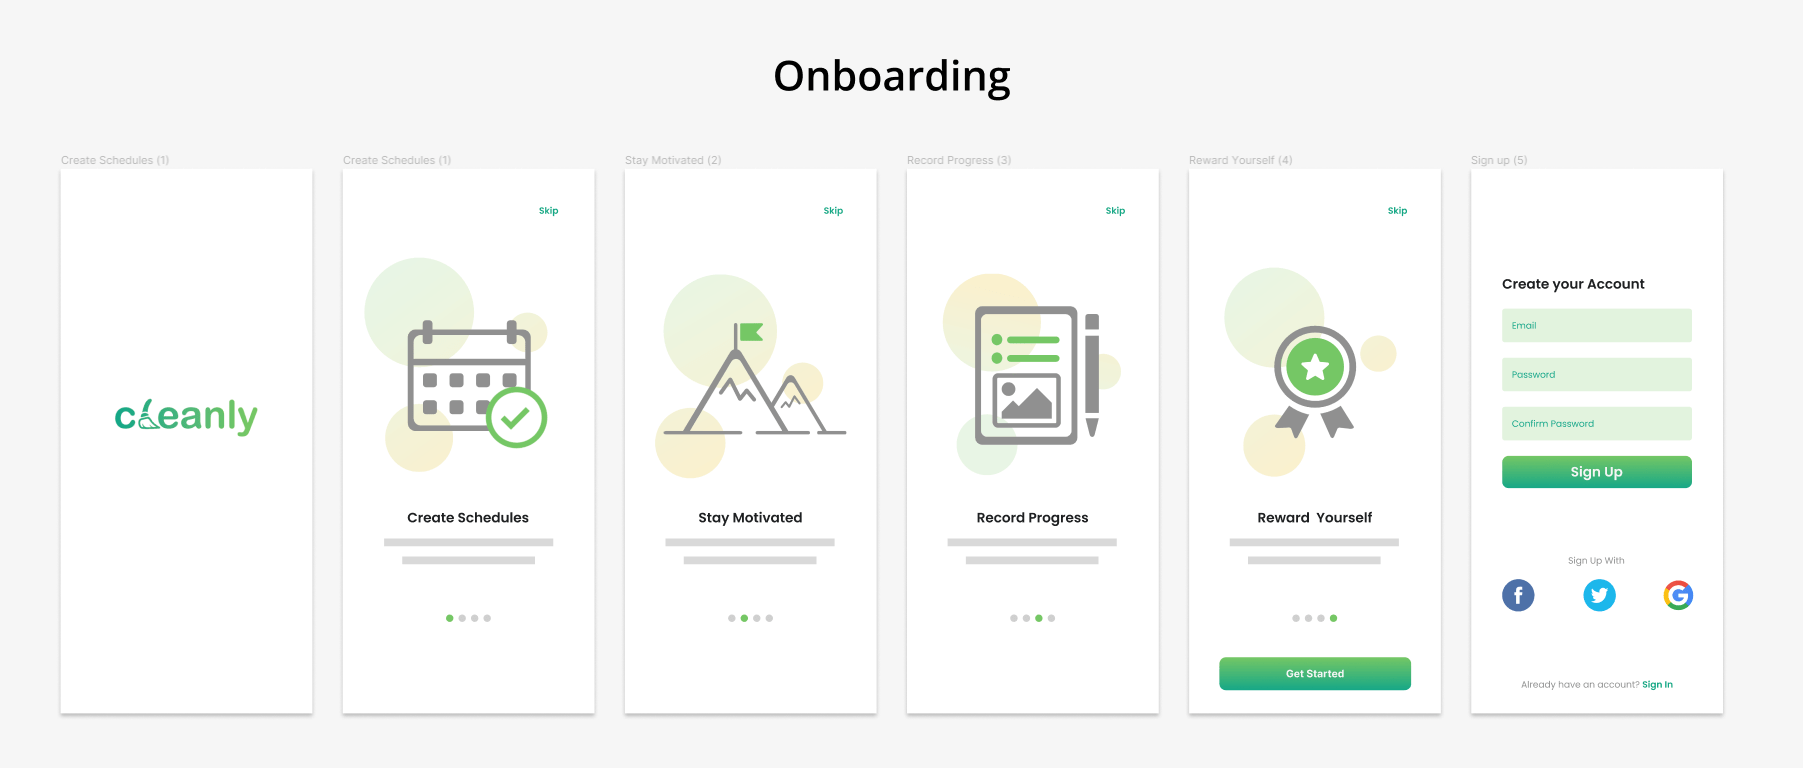 Onboarding
Create Schedules (1)
cleanly
Create Schedules (1)
Skip
Create Schedules
Stay Motivated (2)
Skip
Stay Motivated
Record Progress (3)
Skip
Record Progress
Reward Yourself (4)
Skip
Reward  Yourself
Get Started
Sign up (5)
Create your Account
Email
Password
Confirm Password
Sign Up
Sign Up With
f
G
Already have an account? Sign In